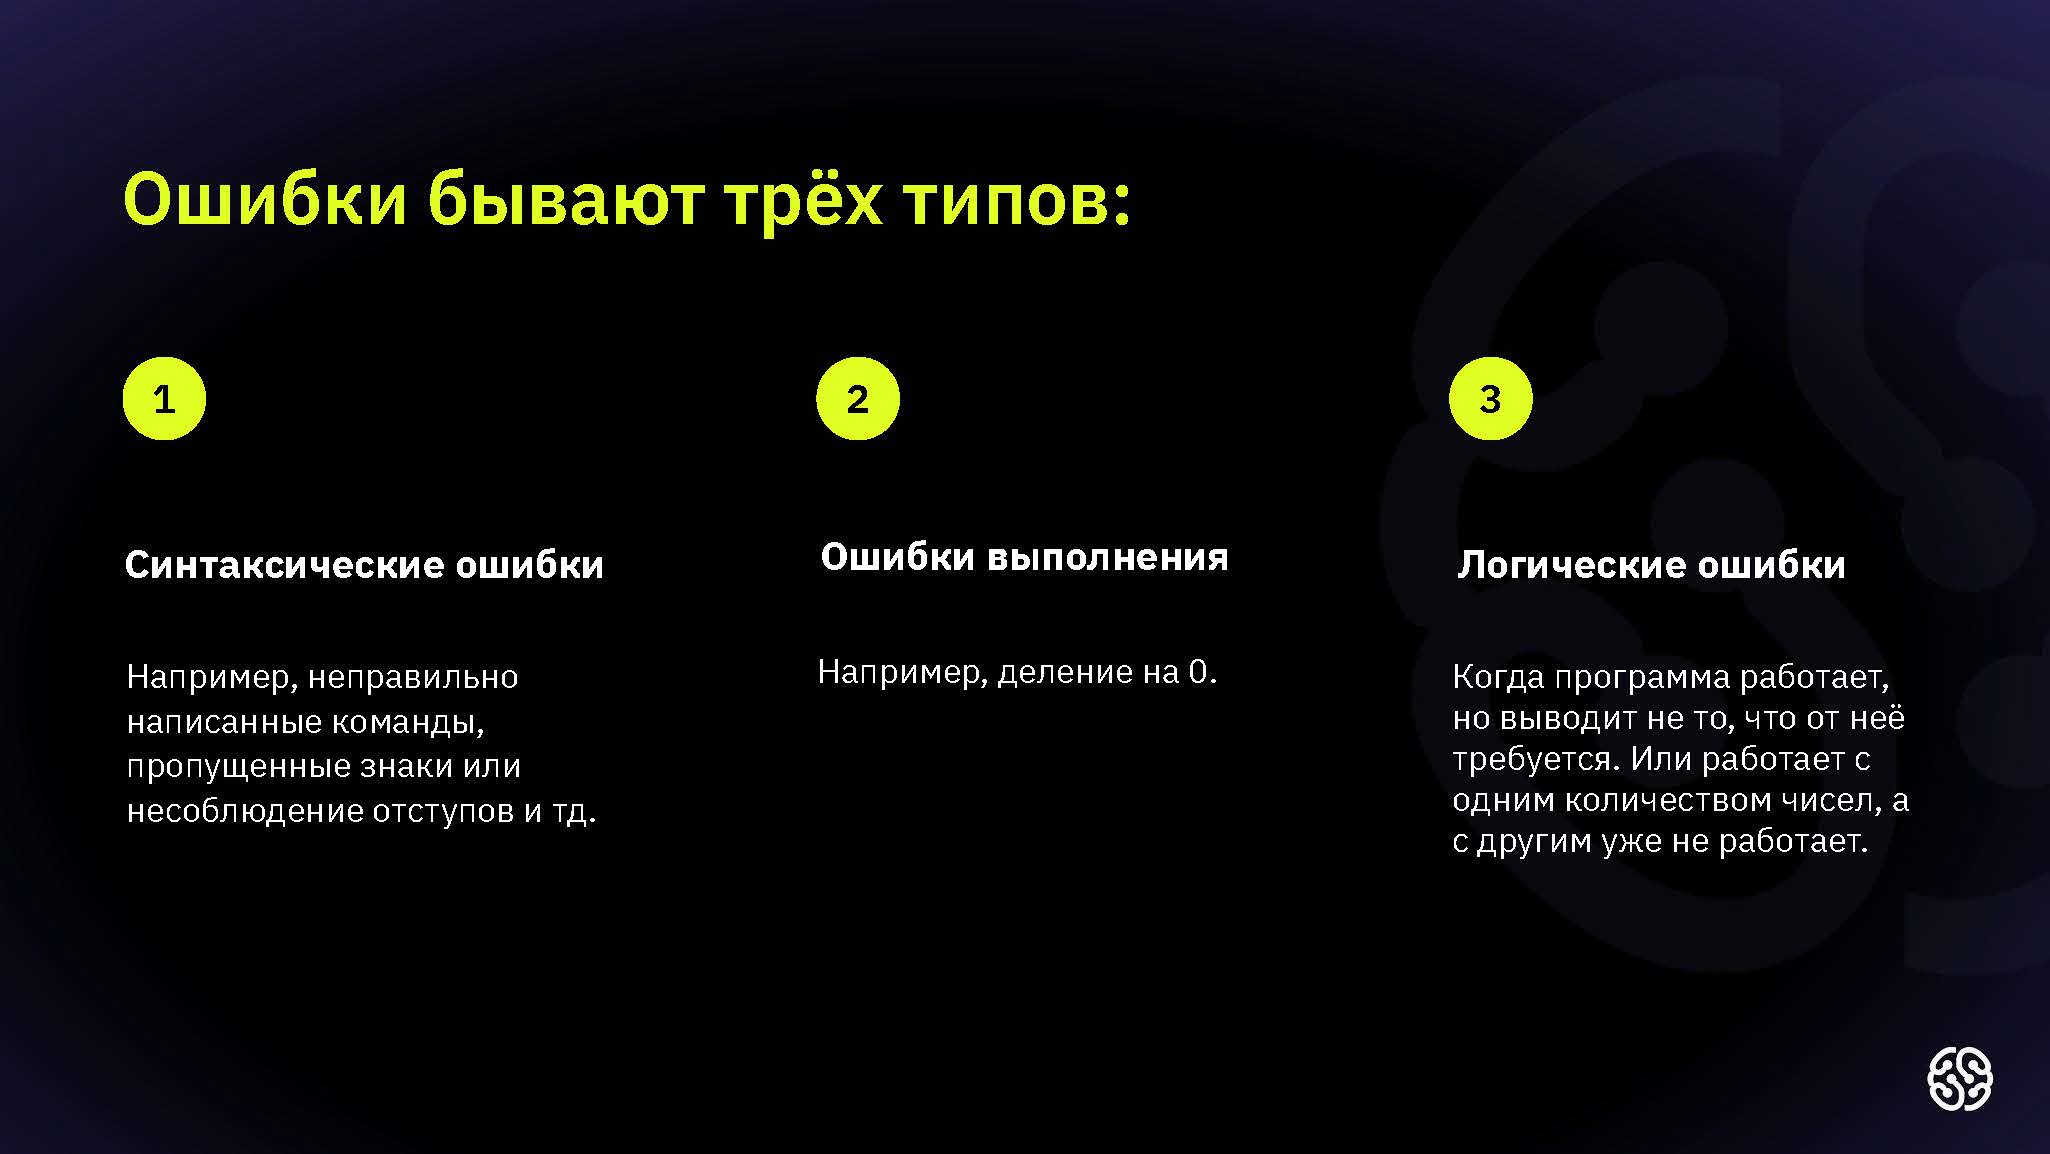 Ошибки бывают трёх типов:
1
Синтаксические ошибки
Например, неправильно
написанные команды,
пропущенные знаки или
несоблюдение отступов и тд.
2
Ошибки выполнения
Например, деление на 0.
3
Логические ошибки
Когда программа работает,
но выводит не то, что от неё
требуется. Или работает с
одним количеством чисел, а
с другим уже не работает.